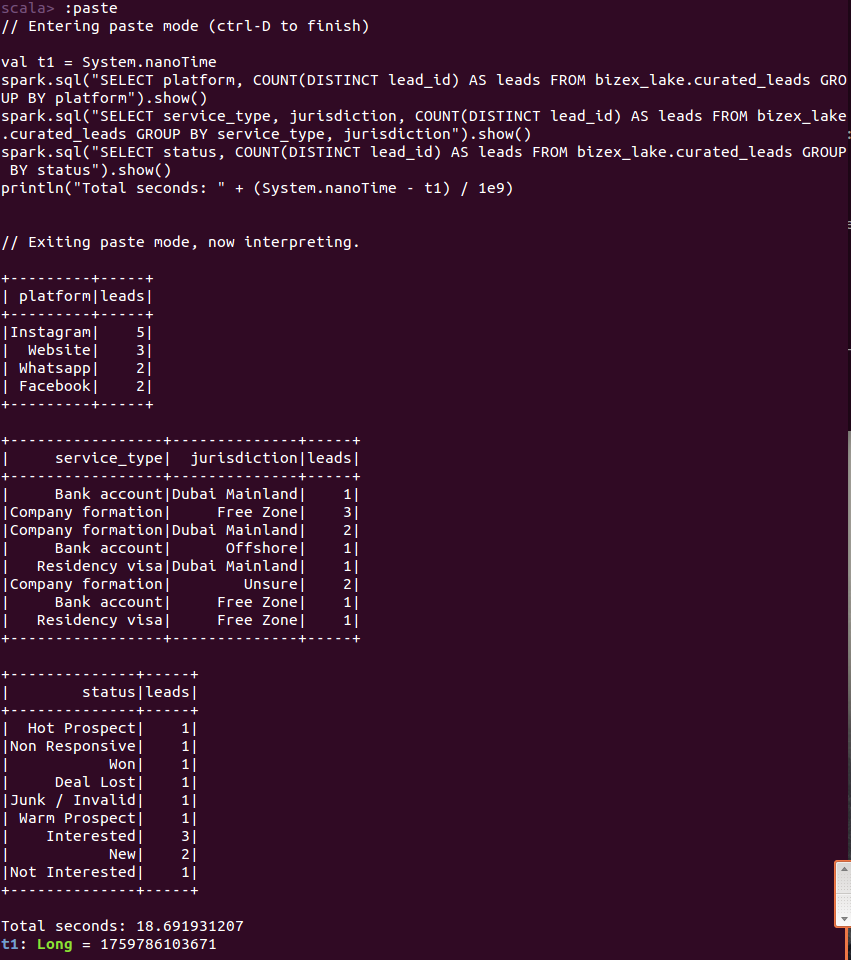 scala> :paste
// Entering paste mode (ctrl-D to finish)
val t1 = System.nanoTime
spark.sql("SELECT platform, COUNT(DISTINCT lead_id) AS leads FROM bizex_lake.curated_leads GRO
UP BY platform").show()
spark.sql("SELECT service_type, jurisdiction, COUNT(DISTINCT lead_id) AS leads FROM bizex_lake
.curated_leads GROUP BY service_type, jurisdiction").show()
spark.sql("SELECT status, COUNT(DISTINCT lead_id) AS leads FROM bizex_lake.curated_leads GROUP
 BY status").show()
println("Total seconds: " + (System.nanoTime - t1) / 1e9)
// Exiting paste mode, now interpreting.
+---------+-----+
| platform|leads|
+---------+-----+
|Instagram|    5|
|  Website|    3|
| Whatsapp|    2|
| Facebook|    2|
+---------+-----+
+-----------------+--------------+-----+
|     service_type|  jurisdiction|leads|
+-----------------+--------------+-----+
|     Bank account|Dubai Mainland|    1|
|Company formation|     Free Zone|    3|
|Company formation|Dubai Mainland|    2|
|     Bank account|      Offshore|    1|
|   Residency visa|Dubai Mainland|    1|
|Company formation|        Unsure|    2|
|     Bank account|     Free Zone|    1|
|   Residency visa|     Free Zone|    1|
+-----------------+--------------+-----+
+--------------+-----+
|        status|leads|
+--------------+-----+
|  Hot Prospect|    1|
|Non Responsive|    1|
|           Won|    1|
|     Deal Lost|    1|
|Junk / Invalid|    1|
| Warm Prospect|    1|
|    Interested|    3|
|           New|    2|
|Not Interested|    1|
+--------------+-----+
Total seconds: 18.691931207
t1: Long = 1759786103671